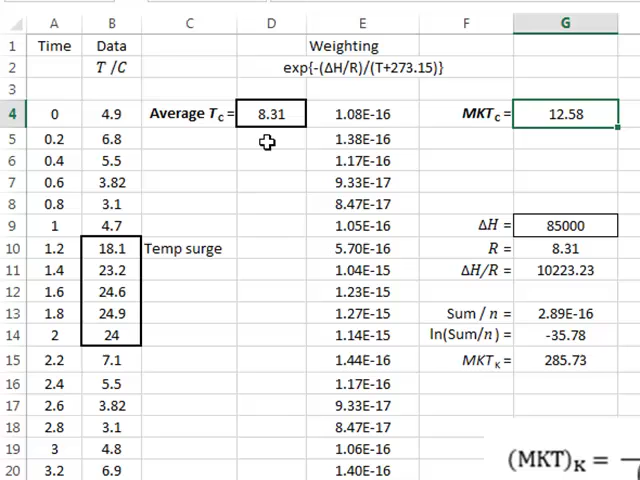 A B C D E F G
1 Time Data Weighting
2 T /C exp{-(ΔH/R)/(T+273.15)}
3
4 0 4.9 Average TC = 8.31 1.08E-16 MKTC = 12.58
5 0.2 6.8 1.38E-16
6 0.4 5.5 1.17E-16
7 0.6 3.82 9.33E-17
8 0.8 3.1 8.47E-17
9 1 4.7 1.05E-16 ΔH = 85000
10 1.2 18.1 Temp surge 5.70E-16 R = 8.31
11 1.4 23.2 1.04E-15 ΔH/R = 10223.23
12 1.6 24.6 1.23E-15
13 1.8 24.9 1.27E-15 Sum / n = 2.89E-16
14 2 24 1.14E-15 ln(Sum/n) = -35.78
15 2.2 7.1 1.44E-16 MKTK = 285.73
16 2.4 5.5 1.17E-16
17 2.6 3.82 9.33E-17
18 2.8 3.1 8.47E-17
19 3 4.8 1.06E-16
20 3.2 6.9 1.40E-16
(MKT)K =